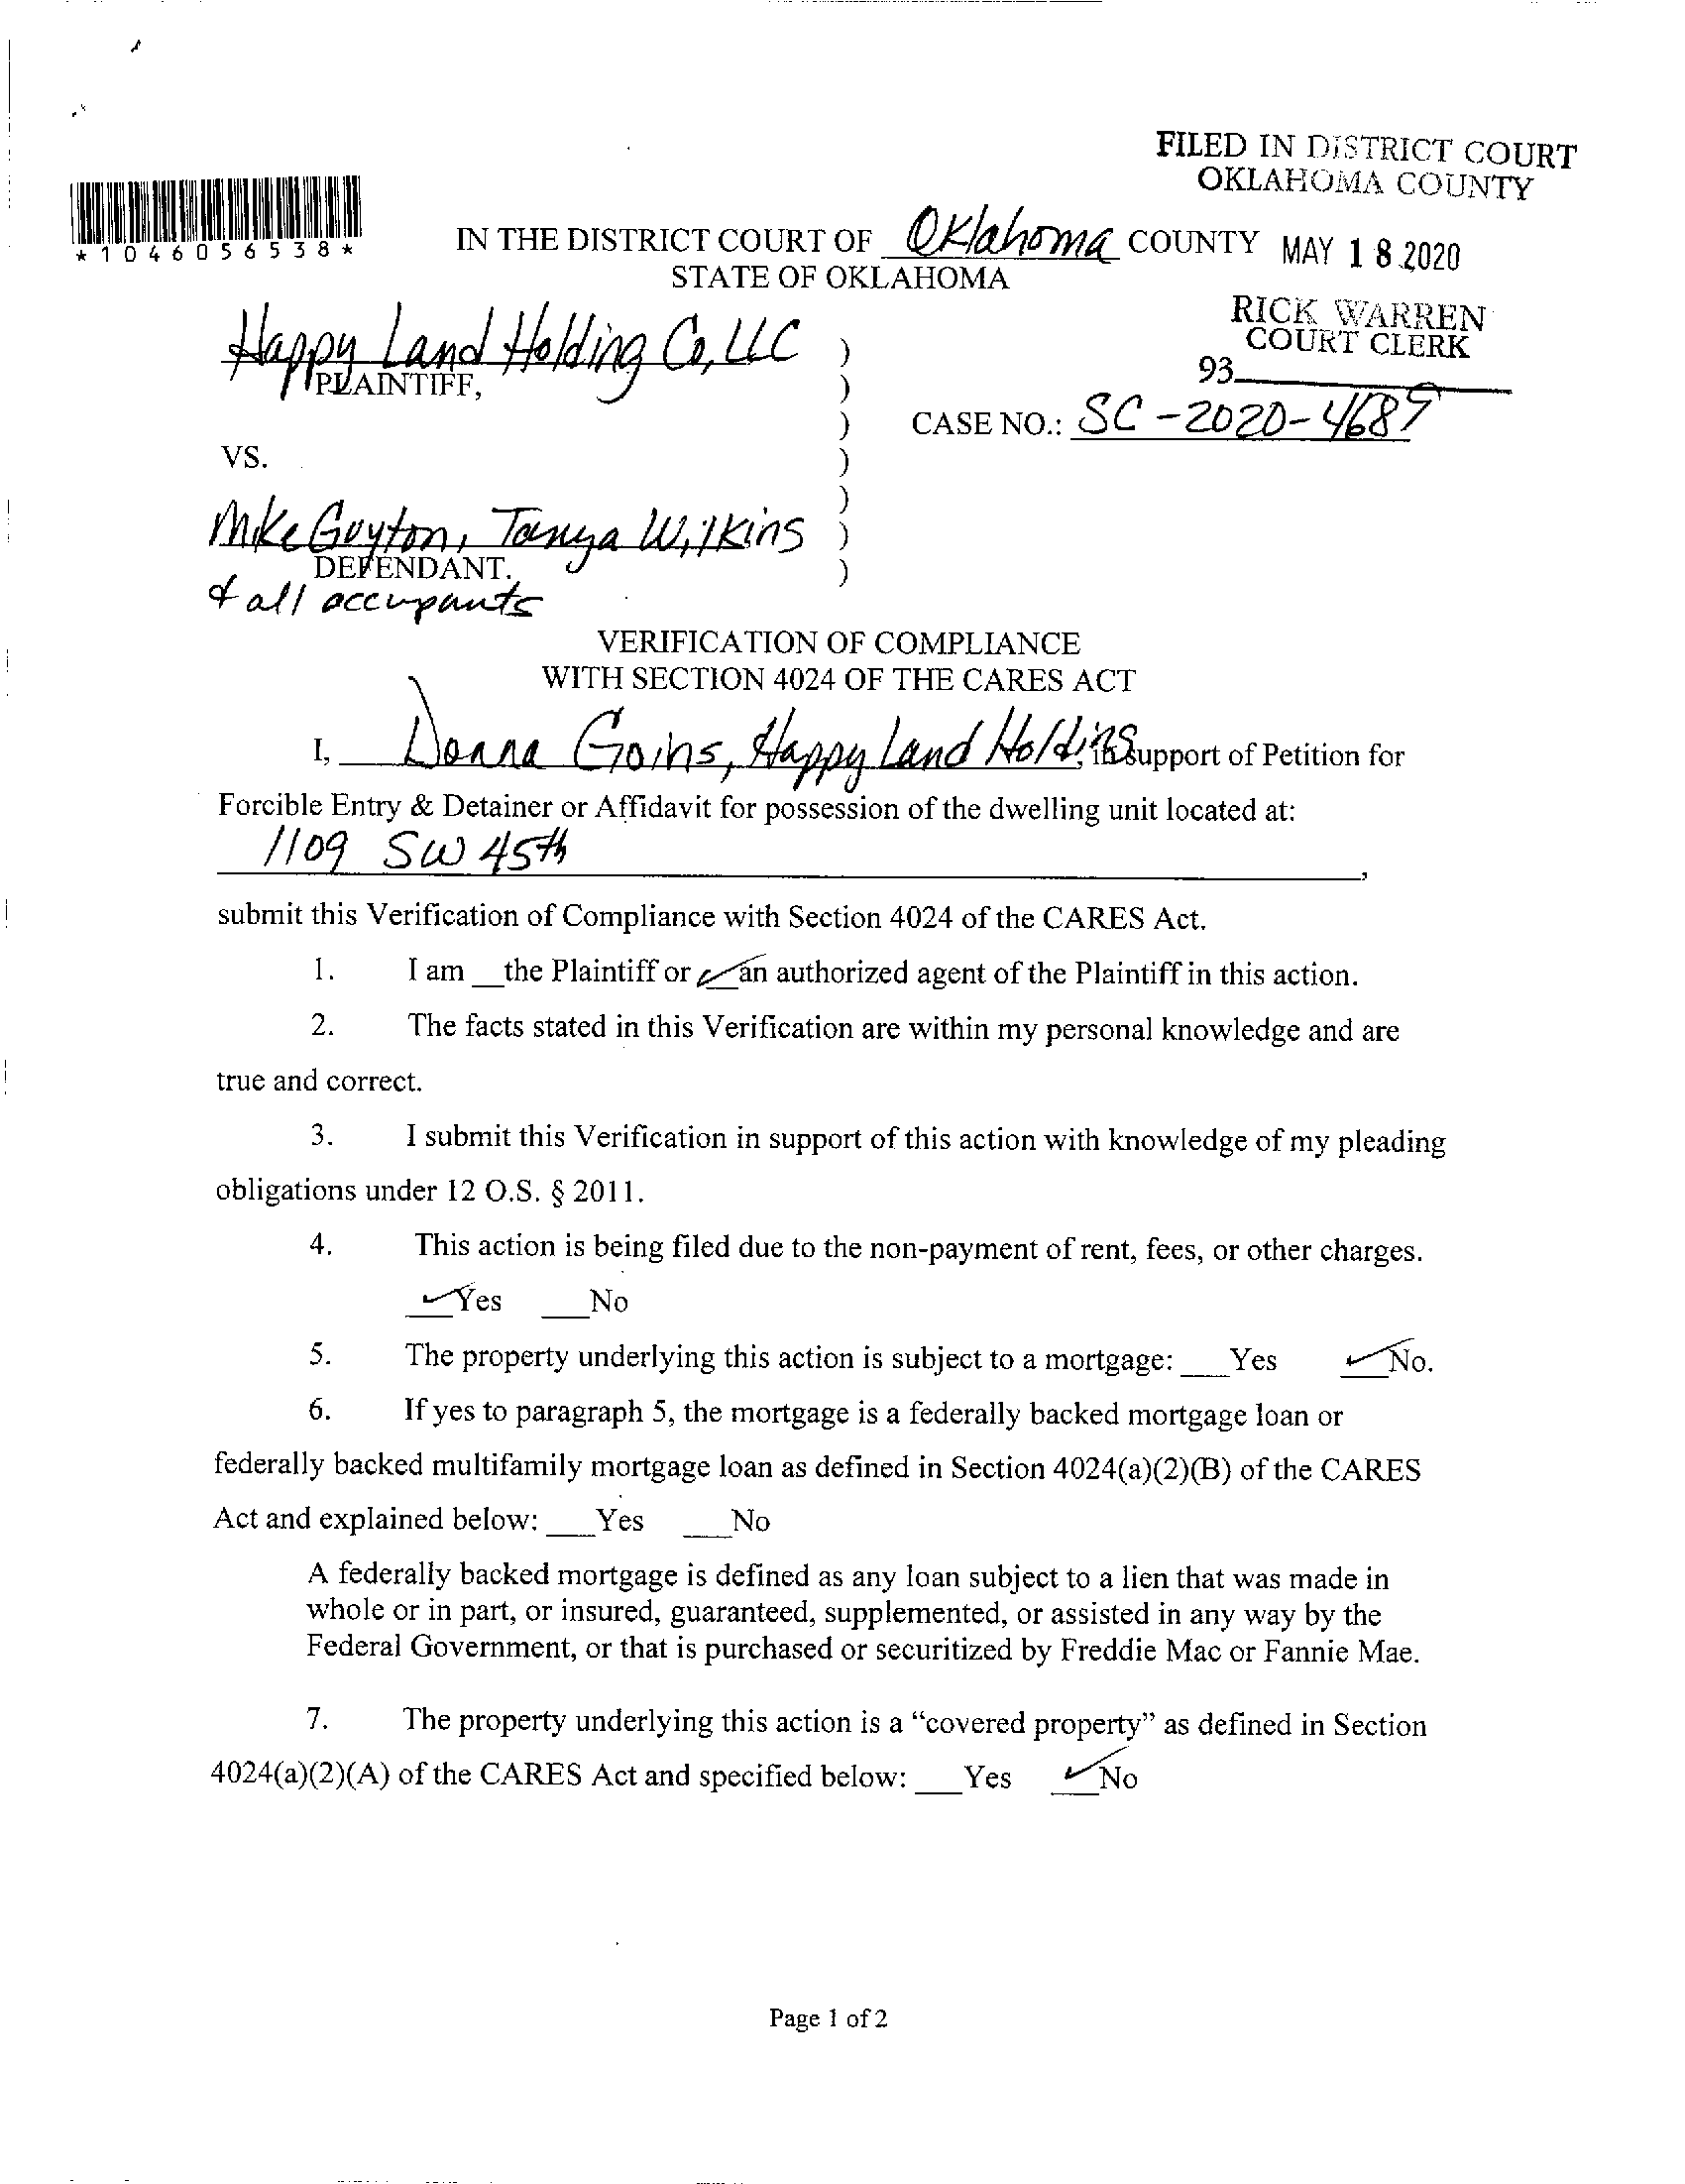 FILED IN DISTRICT COURT
OKLAHOMA COUNTY
*1046056538*
IN THE DISTRICT COURT OF Oklahoma COUNTY MAY 18 2020
STATE OF OKLAHOMA
RICK WARREN
COURT CLERK
93
Happy Land Holding Co, LLC )
PLAINTIFF, )
) CASE NO.: SC-2020-4689
VS. )
)
Mike Guyton, Tanya Wilkins )
DEFENDANT. )
& all occupants
VERIFICATION OF COMPLIANCE
WITH SECTION 4024 OF THE CARES ACT
I, Donna Goins, Happy Land Holding, in support of Petition for
Forcible Entry & Detainer or Affidavit for possession of the dwelling unit located at:
1109 SW 45th,
submit this Verification of Compliance with Section 4024 of the CARES Act.
1. I am __the Plaintiff or ✓an authorized agent of the Plaintiff in this action.
2. The facts stated in this Verification are within my personal knowledge and are
true and correct.
3. I submit this Verification in support of this action with knowledge of my pleading
obligations under 12 O.S. § 2011.
4. This action is being filed due to the non-payment of rent, fees, or other charges.
✓Yes ___No
5. The property underlying this action is subject to a mortgage: ___Yes ✓No.
6. If yes to paragraph 5, the mortgage is a federally backed mortgage loan or
federally backed multifamily mortgage loan as defined in Section 4024(a)(2)(B) of the CARES
Act and explained below: ___Yes ___No
A federally backed mortgage is defined as any loan subject to a lien that was made in
whole or in part, or insured, guaranteed, supplemented, or assisted in any way by the
Federal Government, or that is purchased or securitized by Freddie Mac or Fannie Mae.
7. The property underlying this action is a “covered property” as defined in Section
4024(a)(2)(A) of the CARES Act and specified below: ___Yes ✓No
Page 1 of 2